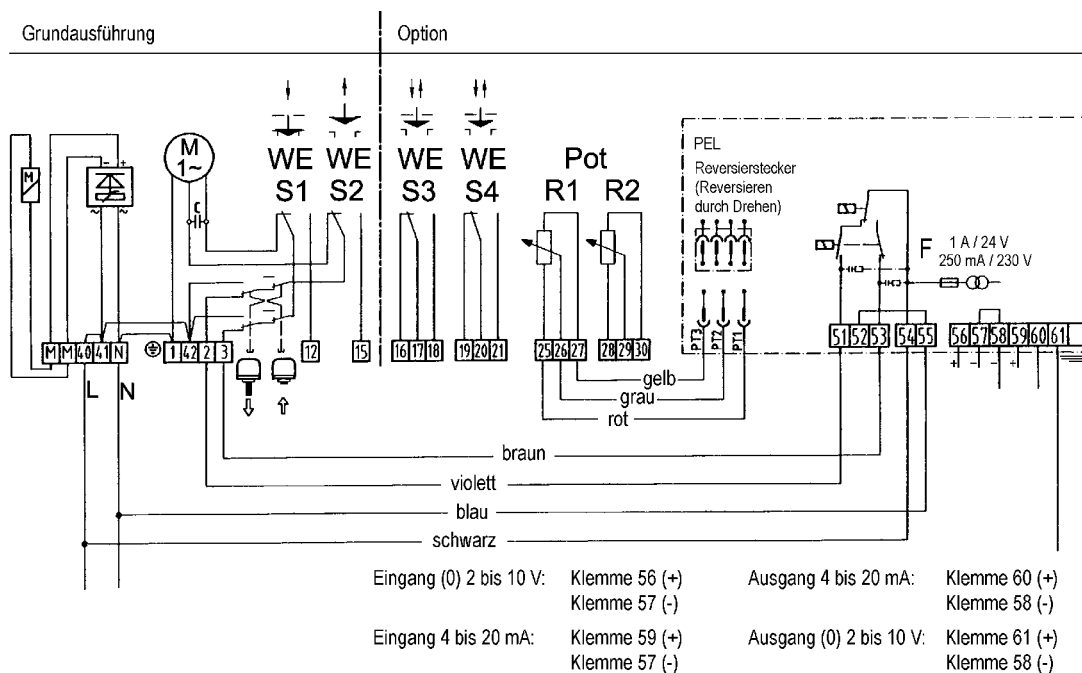 Grundausführung Option
PEL
Reversierstecker
(Reversieren
durch Drehen)
M
1~
C
WE WE WE WE Pot
S1 S2 S3 S4 R1 R2
M
- +
~ ~
F 1 A / 24 V
250 mA / 230 V
PT3 PT2 PT1
M M 40 41 N 1 42 2 3 12 15 16 17 18 19 20 21 25 26 27 28 29 30 51 52 53 54 55 56 57 58 59 60 61
+ - - +
L N
gelb
grau
rot
braun
violett
blau
schwarz
Eingang (0) 2 bis 10 V: Klemme 56 (+) Ausgang 4 bis 20 mA: Klemme 60 (+)
Klemme 57 (-) Klemme 58 (-)
Eingang 4 bis 20 mA: Klemme 59 (+) Ausgang (0) 2 bis 10 V: Klemme 61 (+)
Klemme 57 (-) Klemme 58 (-)